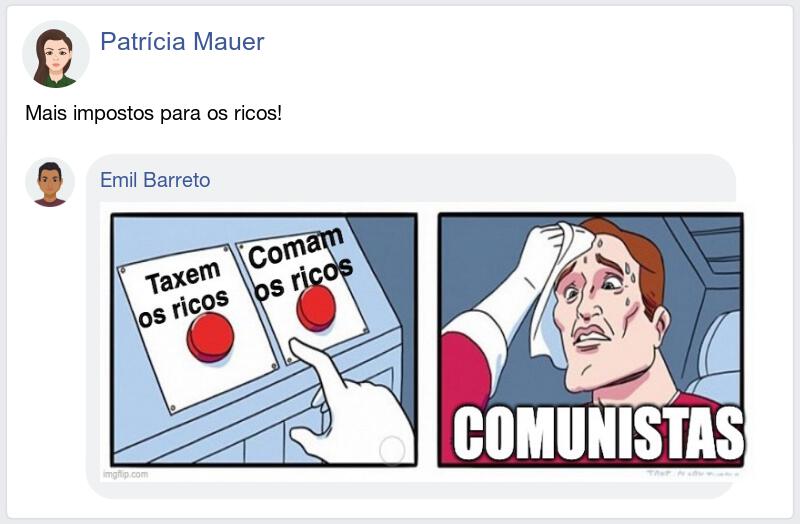 Patrícia Mauer
Mais impostos para os ricos!
Emil Barreto
Taxem
os ricos
Comam
os ricos
COMUNISTAS
imgflip.com